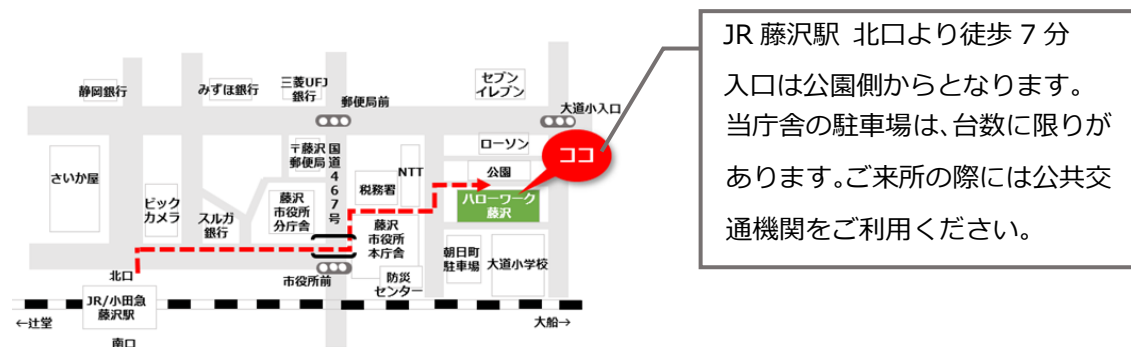 静岡銀行
みずほ銀行
三菱UFJ
銀行
郵便局前
セブン
イレブン
大道小入口
さいか屋
ビック
カメラ
スルガ
銀行
〒藤沢
郵便局
国道467号
藤沢
市役所
分庁舎
税務署
NTT
ローソン
公園
ココ
ハローワーク
藤沢
藤沢
市役所
本庁舎
朝日町
駐車場
大道小学校
北口
市役所前
防災
センター
JR/小田急
藤沢駅
←辻堂
大船→
南口
JR 藤沢駅 北口より徒歩 7 分
入口は公園側からとなります。
当庁舎の駐車場は、台数に限りが
あります。ご来所の際には公共交
通機関をご利用ください。